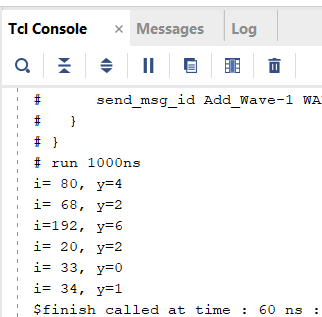 Tcl Console × Messages Log
# send_msg_id Add_Wave-1 WA
# }
# }
# run 1000ns
i= 80, y=4
i= 68, y=2
i=192, y=6
i= 20, y=2
i= 33, y=0
i= 34, y=1
$finish called at time : 60 ns :